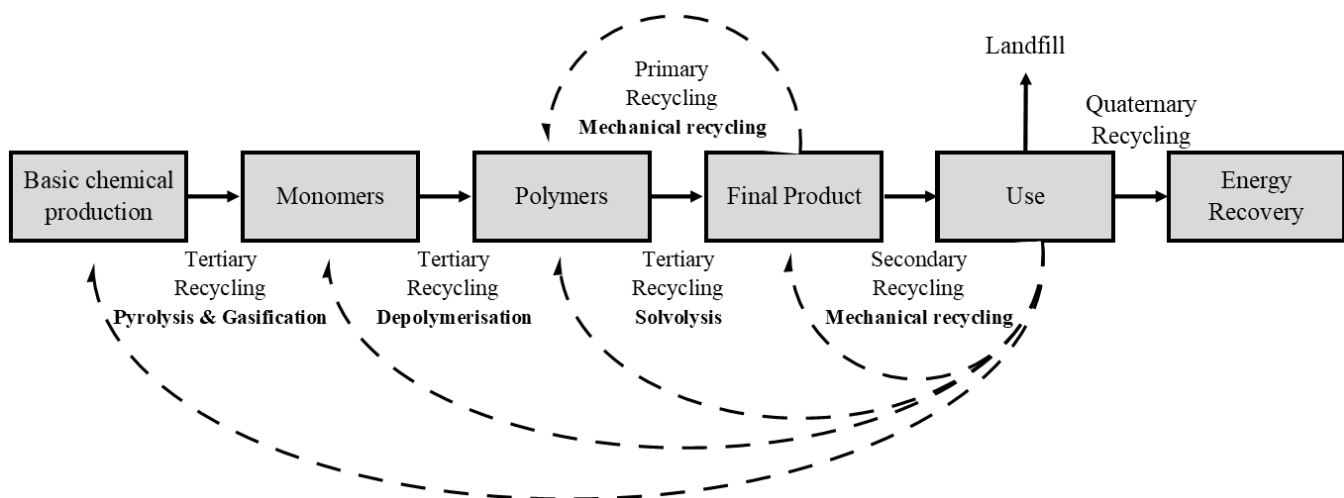 Landfill
Primary
Recycling
Mechanical recycling
Quaternary
Recycling
Basic chemical
production
Monomers
Polymers
Final Product
Use
Energy
Recovery
Tertiary
Recycling
Pyrolysis & Gasification
Tertiary
Recycling
Depolymerisation
Tertiary
Recycling
Solvolysis
Secondary
Recycling
Mechanical recycling